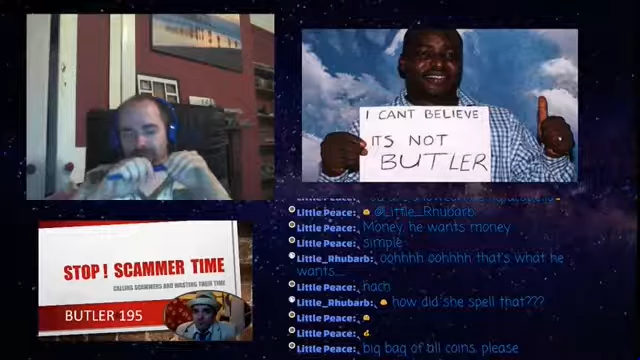 I CANT BELIEVE
ITS NOT
BUTLER
STOP! SCAMMER TIME
CALLING SCAMMERS AND WASTING THEIR TIME
BUTLER 195
Little Peace: @Little_Rhubarb
Little Peace: Money, he wants money
Little Peace: simple
Little_Rhubarb: oohhhh oohhhh that's what he
wants....
Little Peace: hach
Little_Rhubarb: how did she spell that???
Little Peace:
Little Peace:
Little Peace: big bag of all coins, please